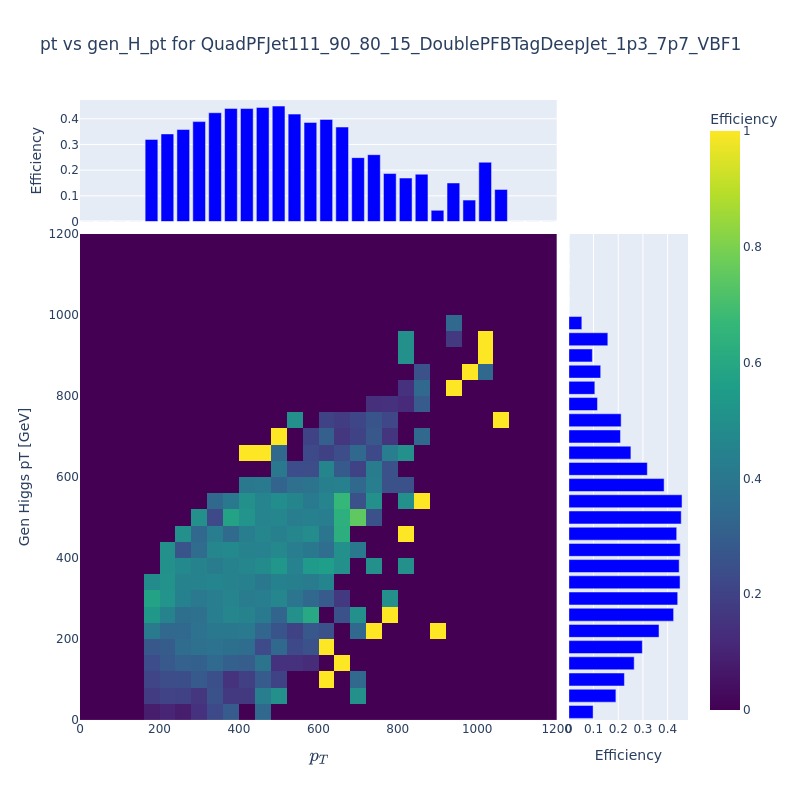 pt vs gen_H_pt for QuadPFJet111_90_80_15_DoublePFBTagDeepJet_1p3_7p7_VBF1
Efficiency
0.4
0.3
0.2
0.1
0
Efficiency
1
0.8
0.6
0.4
0.2
0
Gen Higgs pT [GeV]
1200
1000
800
600
400
200
0
0 200 400 600 800 1000 1200
p_T
0 0.1 0.2 0.3 0.4
Efficiency